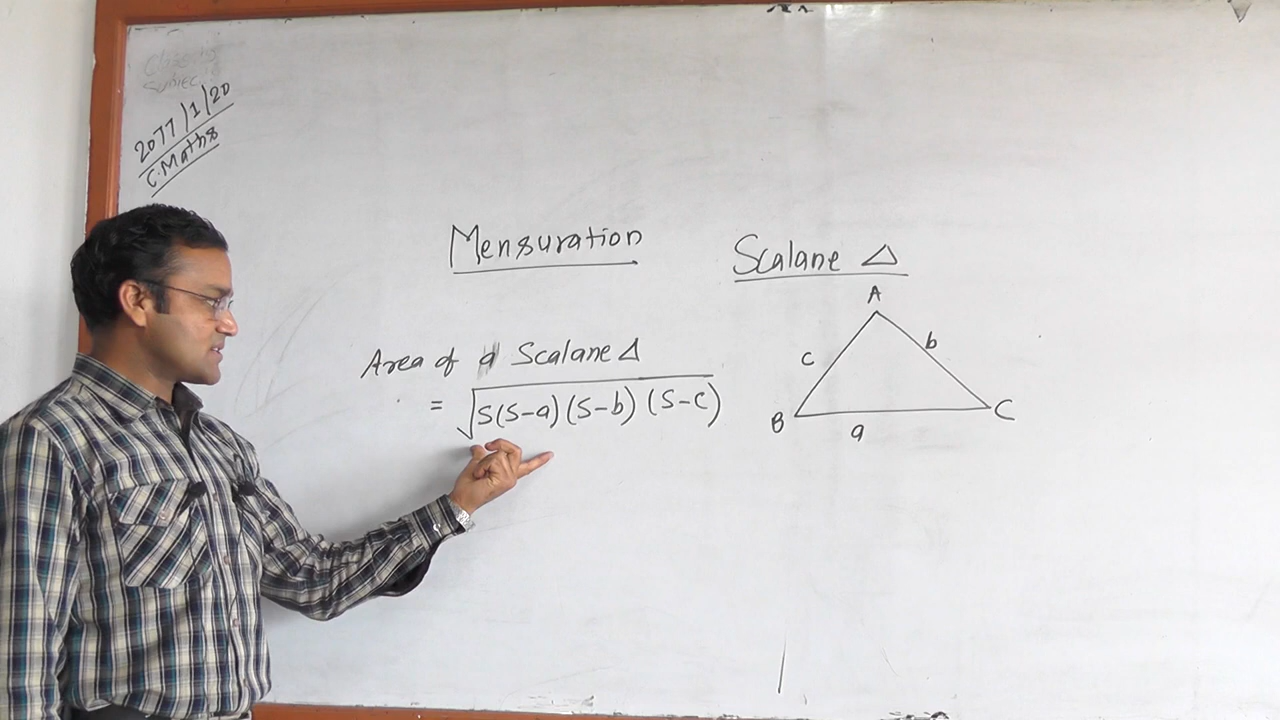 2077/1/20
C.Maths
Mensuration
Scalane △
Area of a Scalane △
= √S(S-a)(S-b)(S-c)
A
c
b
B
C
a